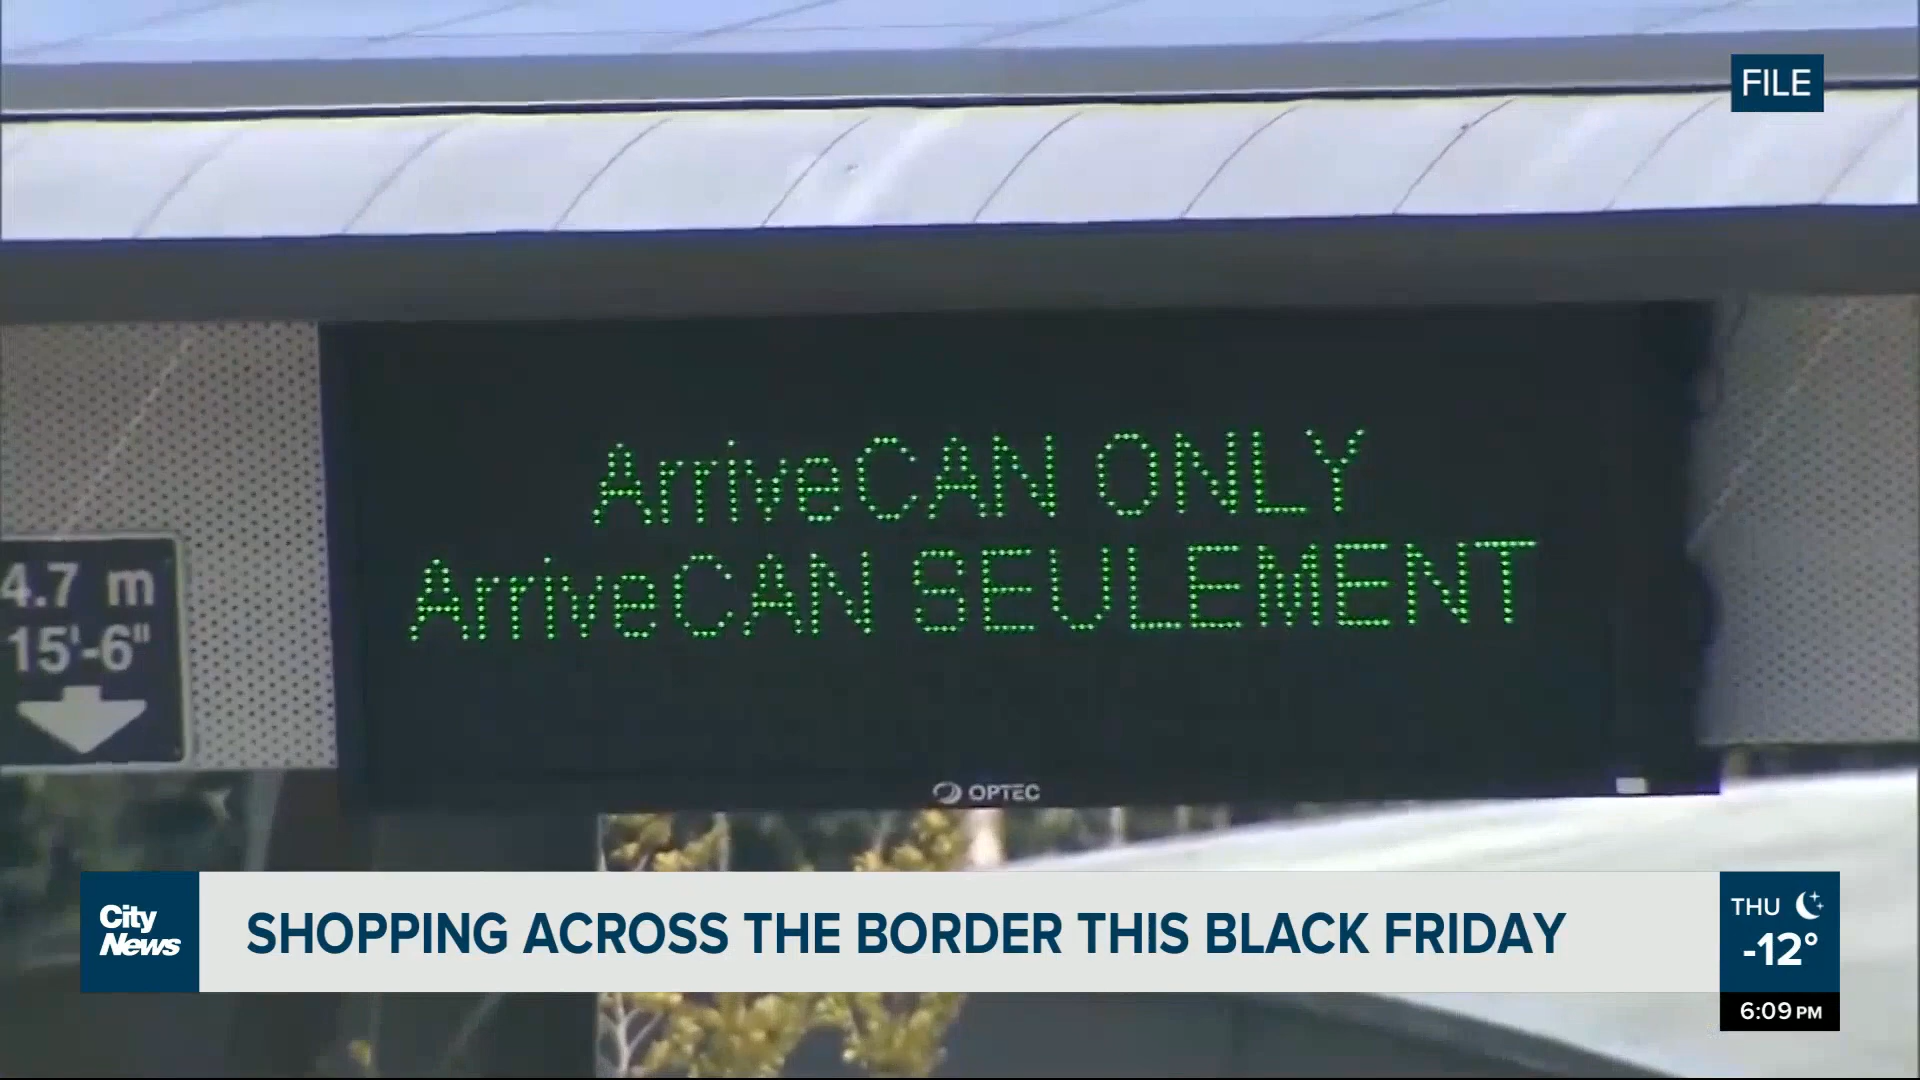 FILE
ArriveCAN ONLY
ArriveCAN SEULEMENT
4.7 m
15'-6"
OPTEC
City
News
SHOPPING ACROSS THE BORDER THIS BLACK FRIDAY
THU
-12°
6:09 PM